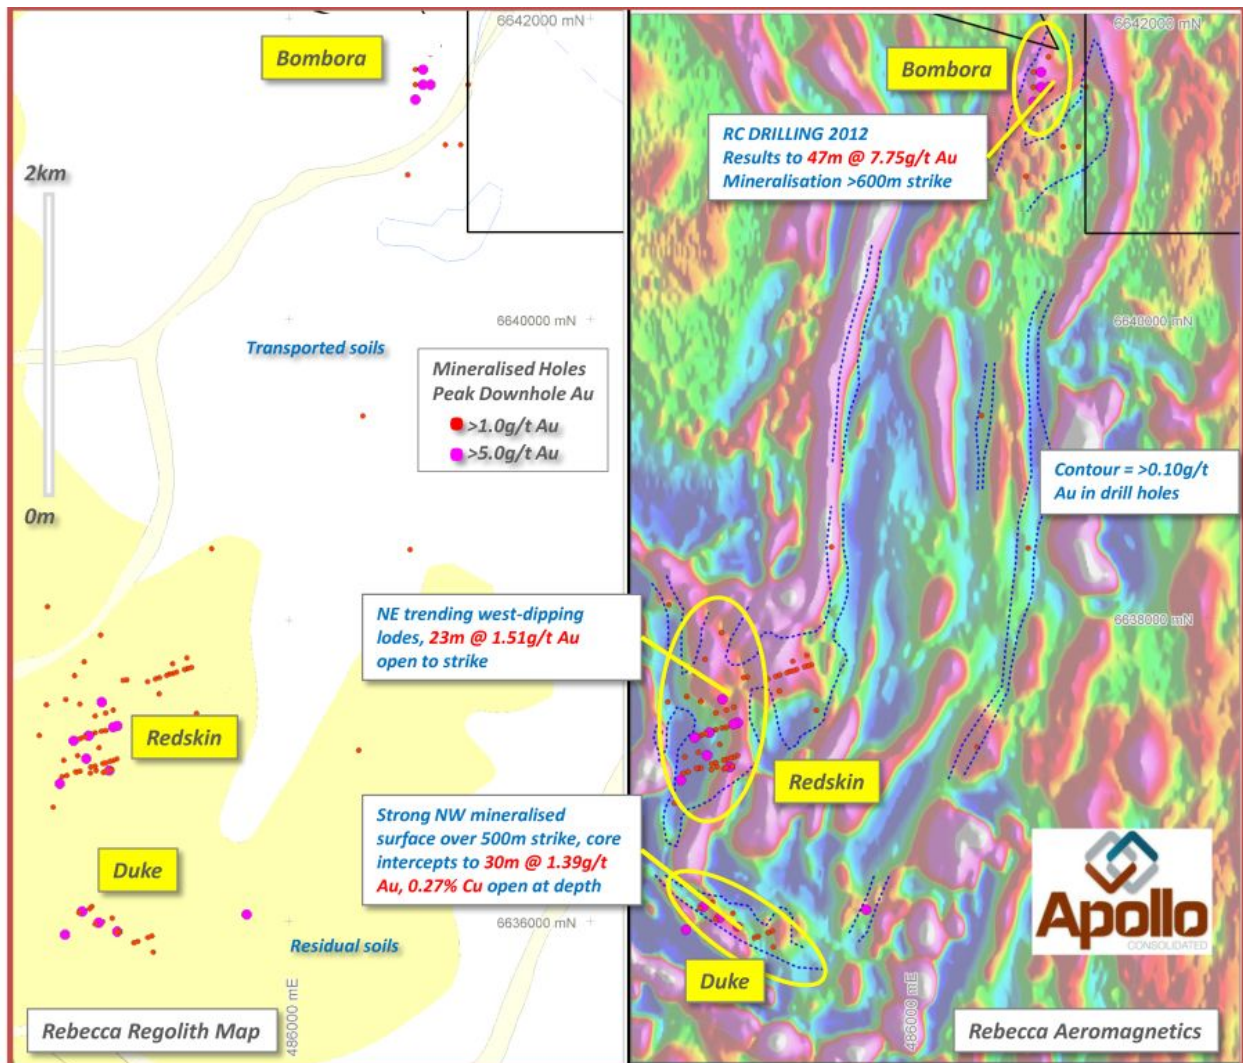 6642000 mN
Bombora
2km
6640000 mN
Transported soils
Mineralised Holes
Peak Downhole Au
>1.0g/t Au
>5.0g/t Au
0m
NE trending west-dipping
lodes, 23m @ 1.51g/t Au
open to strike
Redskin
Strong NW mineralised
surface over 500m strike, core
intercepts to 30m @ 1.39g/t
Au, 0.27% Cu open at depth
Duke
6636000 mN
Residual soils
486000 mE
Rebecca Regolith Map
6642000 mN
Bombora
RC DRILLING 2012
Results to 47m @ 7.75g/t Au
Mineralisation >600m strike
6640000 mN
Contour = >0.10g/t
Au in drill holes
6638000 mN
Redskin
Apollo
CONSOLIDATED
Duke
486000 mE
Rebecca Aeromagnetics